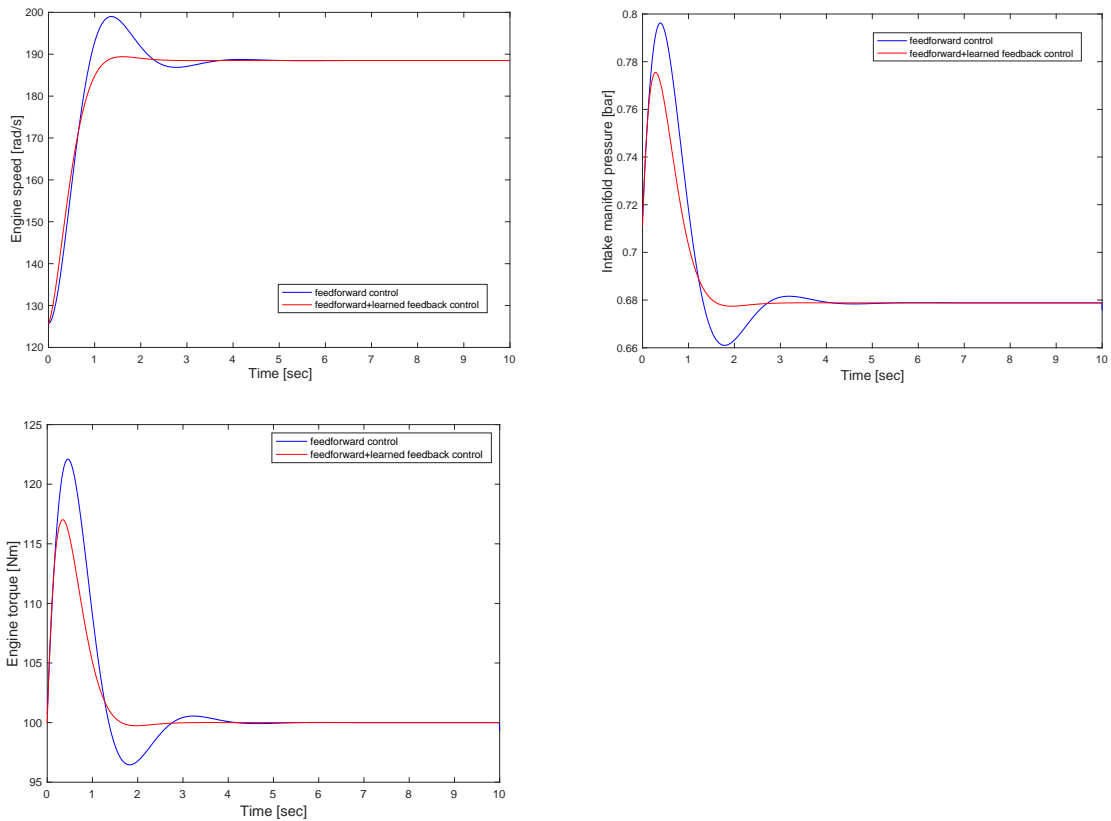 Engine speed [rad/s]
200
190
180
170
160
150
140
130
120
feedforward control
feedforward+learned feedback control
0 1 2 3 4 5 6 7 8 9 10
Time [sec]
Intake manifold pressure [bar]
0.8
0.78
0.76
0.74
0.72
0.7
0.68
0.66
feedforward control
feedforward+learned feedback control
0 1 2 3 4 5 6 7 8 9 10
Time [sec]
Engine torque [Nm]
125
120
115
110
105
100
95
feedforward control
feedforward+learned feedback control
0 1 2 3 4 5 6 7 8 9 10
Time [sec]